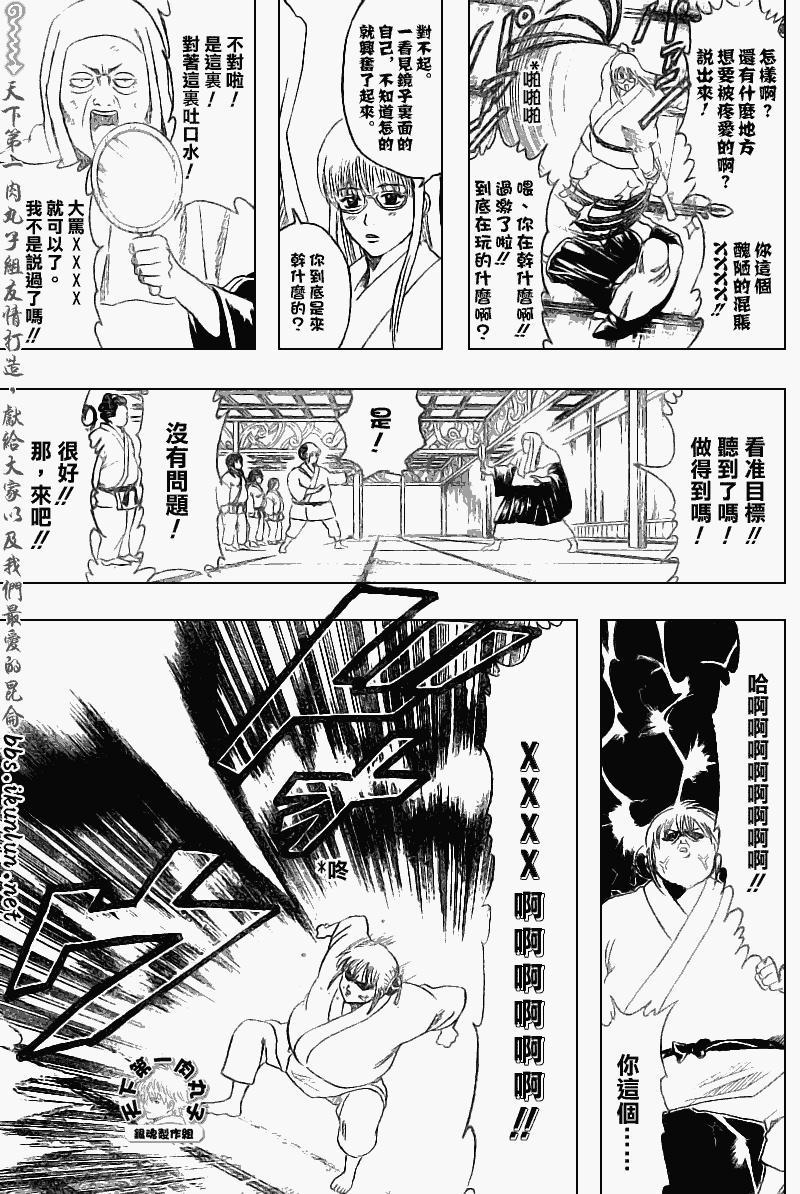 怎樣啊？
還有什麼地方
想要被疼愛的啊？
說出來！
*啪啪啪
你這個
醜陋的混賬
XXXX!!
喂、你在幹什麼啊!!
過激了啦!!
到底在玩的什麼啊？
對不起。
一看見鏡子裏面的
自己，不知道怎的
就興奮了起來。
你到底是來
幹什麼的？
不對啦！
是這裏！
對著這裏吐口水！
大罵XXXX
就可以了。
我不是說過了嗎!!
看准目標!!
聽到了嗎！
做得到嗎！
是！
沒有問題！
很好!!
那，來吧!!
哈啊啊啊啊啊啊啊啊!!
你這個……
XXXX啊啊啊啊啊啊!!
*咚
天下第一肉丸子
銀魂製作組
天下第一肉丸子組友情打造，獻給大家以及我們最愛的昆侖 bbs.ikunlun.net